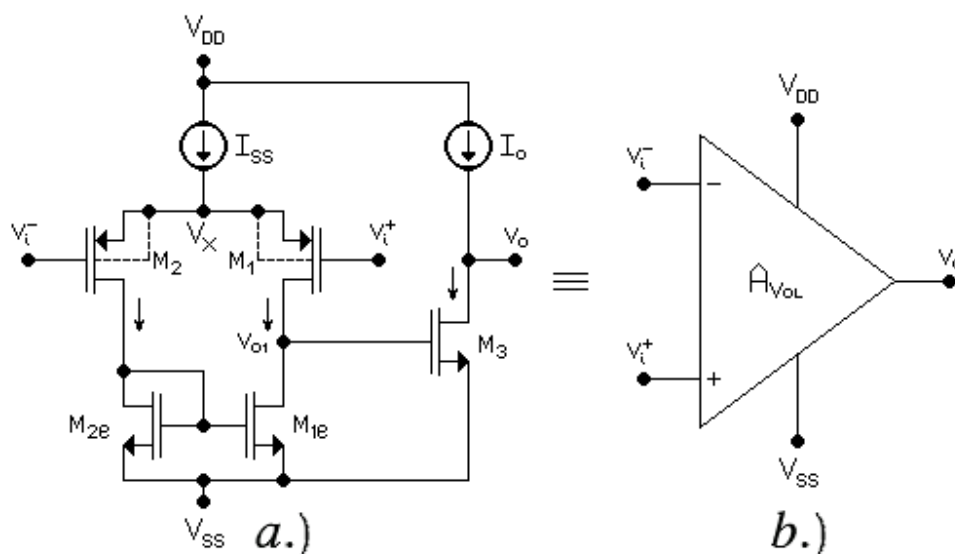 V_DD
I_SS
I_o
V_i^-
V_X
M_2
M_1
V_i^+
V_o
V_o1
M_3
M_2e
M_1e
V_SS
a.)
≡
V_DD
V_i^-
−
Â_VOL
V_o
V_i^+
+
V_SS
b.)